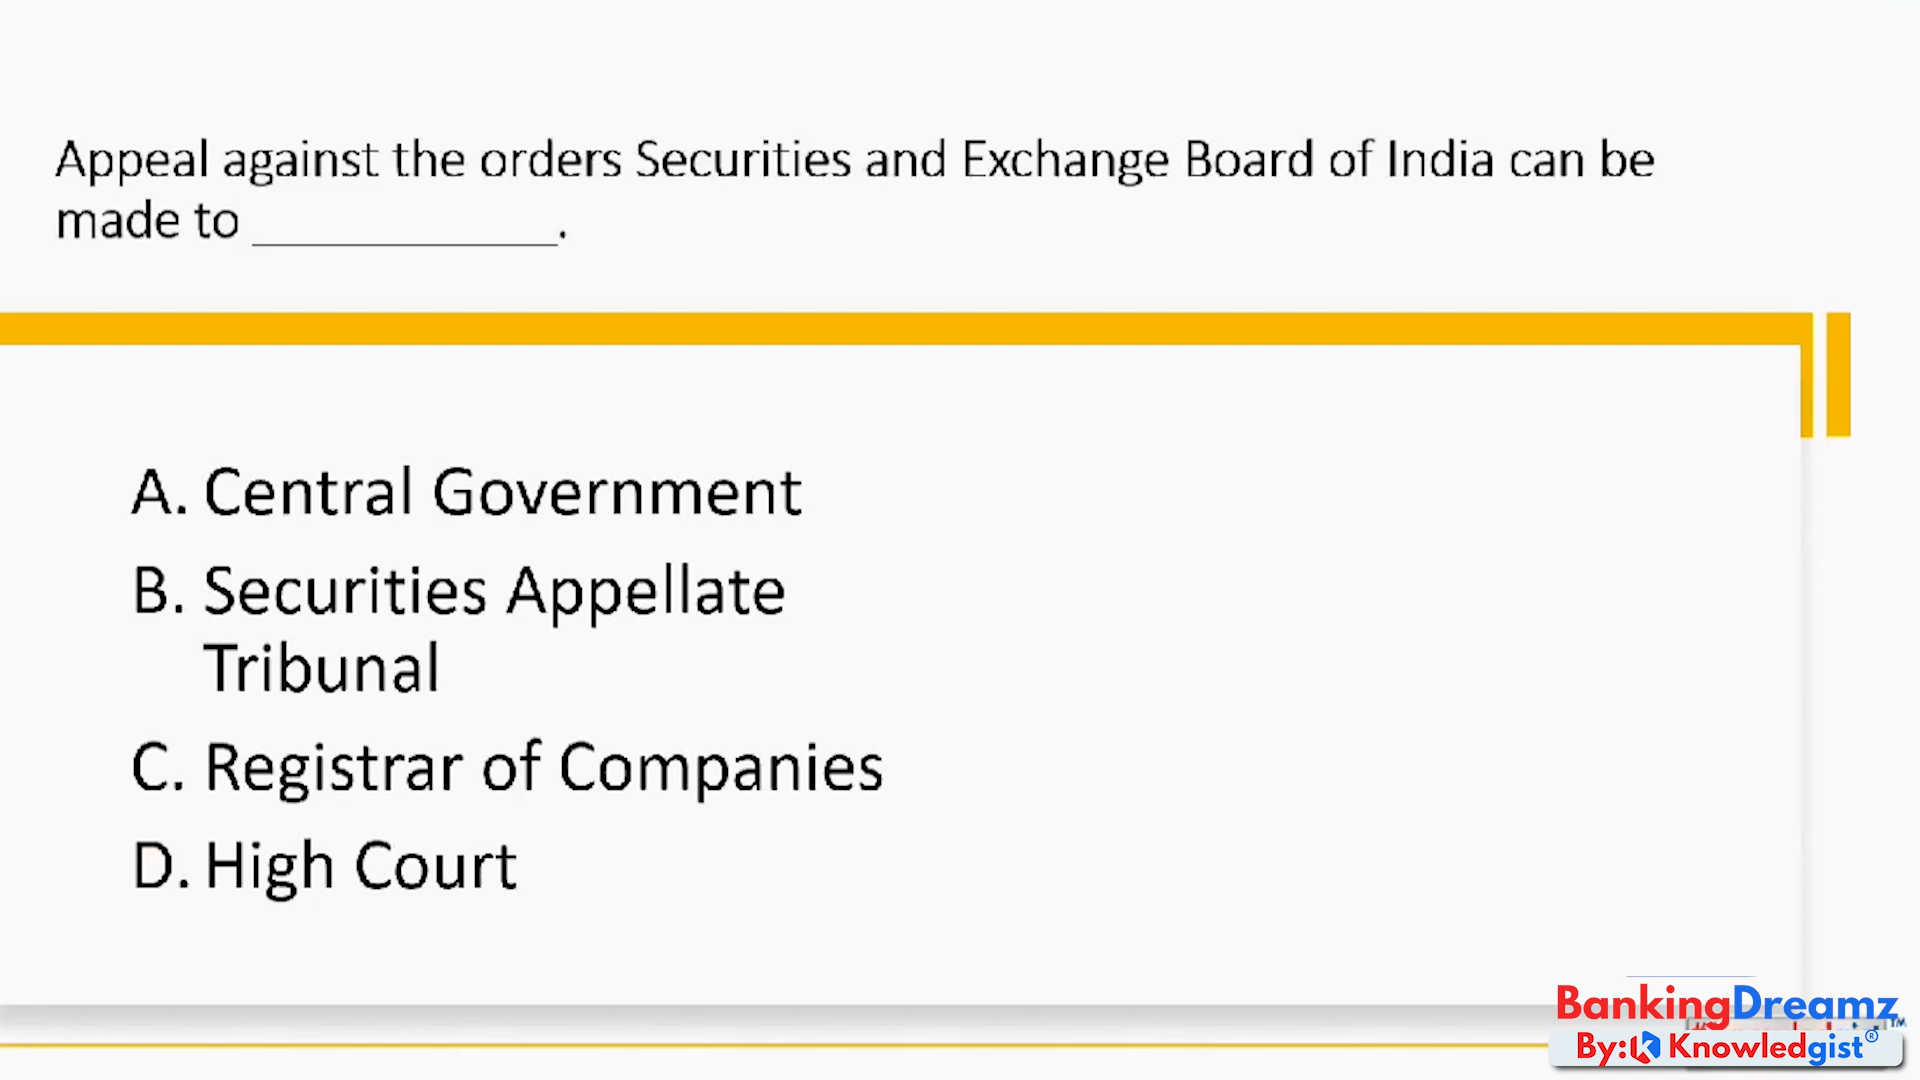 Appeal against the orders Securities and Exchange Board of India can be
made to ____________.
A. Central Government
B. Securities Appellate
Tribunal
C. Registrar of Companies
D. High Court
BankingDreamz™
By: Knowledgist®